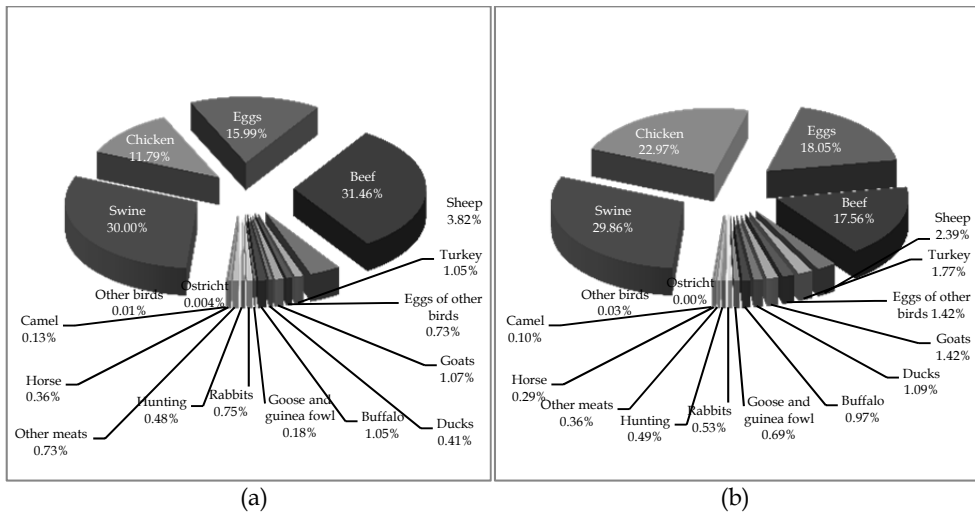 Eggs
15.99%
Chicken
11.79%
Beef
31.46%
Swine
30.00%
Sheep
3.82%
Turkey
1.05%
Eggs of other
birds
0.73%
Goats
1.07%
Ducks
0.41%
Buffalo
1.05%
Goose and
guinea fowl
0.18%
Rabbits
0.75%
Hunting
0.48%
Other meats
0.73%
Horse
0.36%
Camel
0.13%
Other birds
0.01%
Ostricht
0.004%
(a)
Chicken
22.97%
Eggs
18.05%
Beef
17.56%
Swine
29.86%
Sheep
2.39%
Turkey
1.77%
Eggs of other
birds 1.42%
Goats
1.42%
Ducks
1.09%
Buffalo
0.97%
Goose and
guinea fowl
0.69%
Rabbits
0.53%
Hunting
0.49%
Other meats
0.36%
Horse
0.29%
Camel
0.10%
Other birds
0.03%
Ostricht
0.00%
(b)